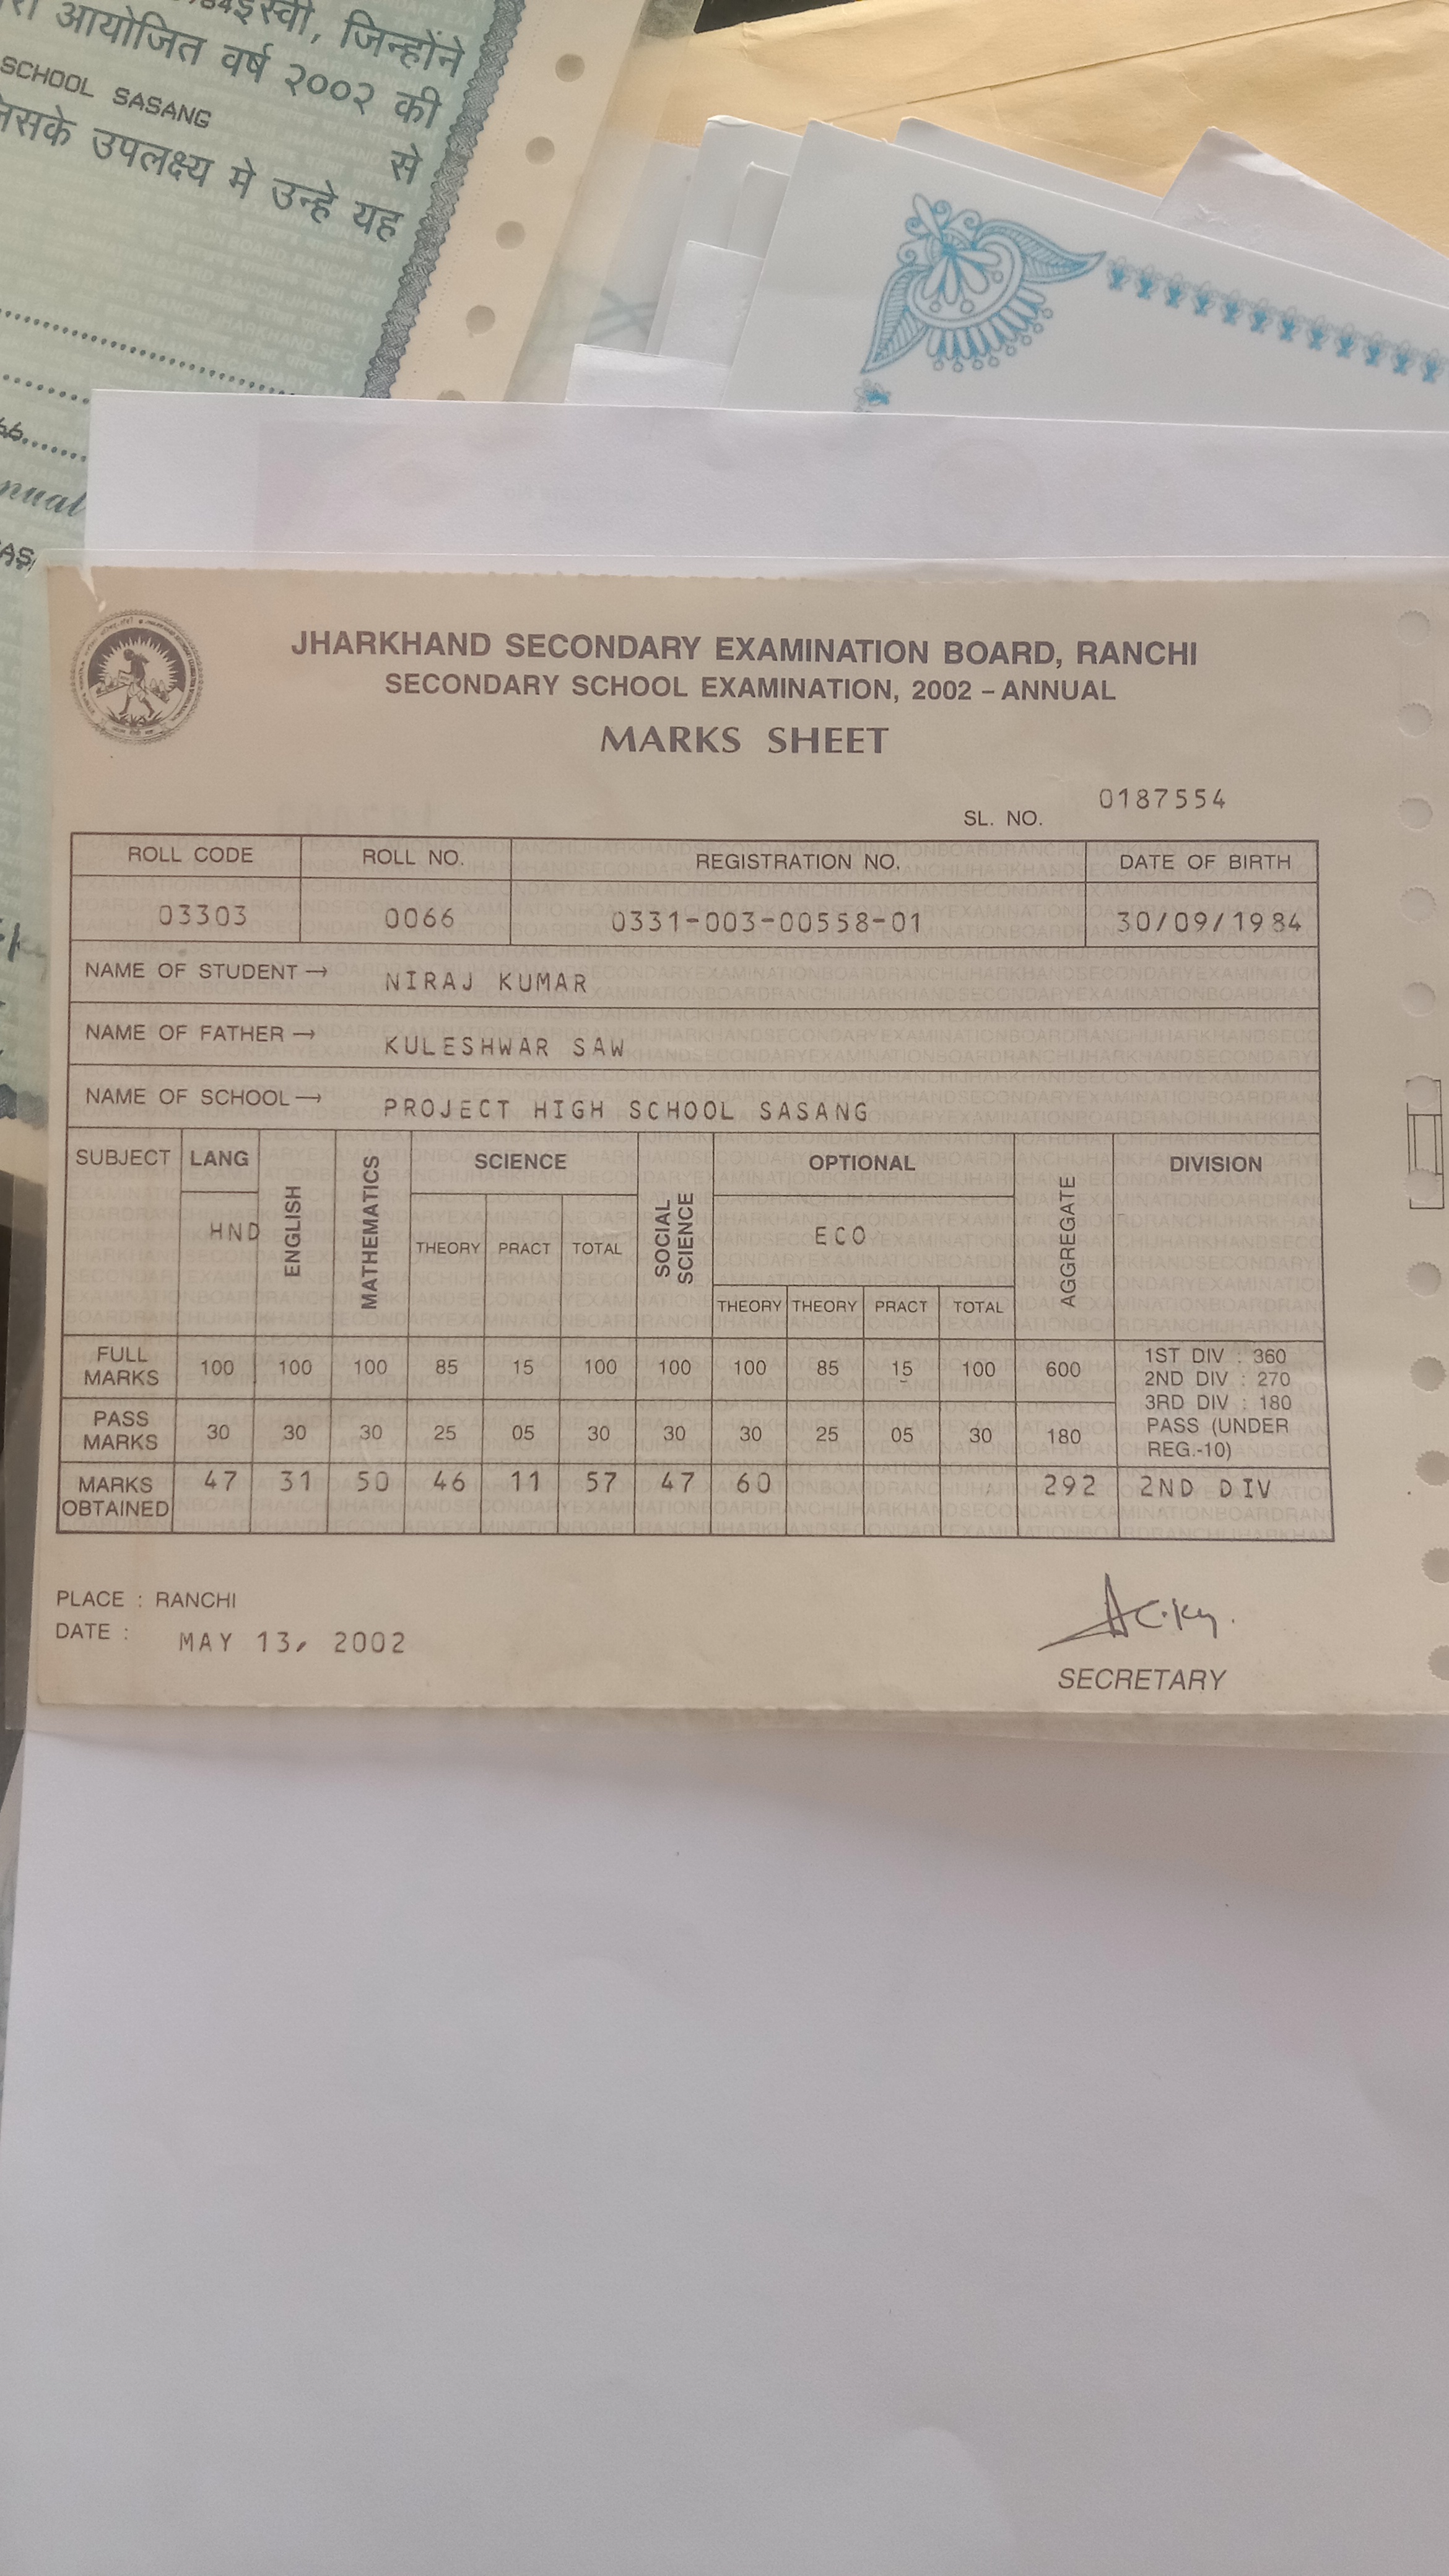 इस्वी, जिन्होंने
आयोजित वर्ष २००२ की
SCHOOL SASANG
से
जिसके उपलक्ष्य मे उन्हे यह
JHARKHAND SECONDARY EXAMINATION BOARD, RANCHI
SECONDARY SCHOOL EXAMINATION, 2002 – ANNUAL
MARKS SHEET
SL. NO. 0187554
ROLL CODE ROLL NO. REGISTRATION NO. DATE OF BIRTH
03303 0066 0331-003-00558-01 30/09/1984
NAME OF STUDENT → NIRAJ KUMAR
NAME OF FATHER → KULESHWAR SAW
NAME OF SCHOOL → PROJECT HIGH SCHOOL SASANG
SUBJECT LANG ENGLISH MATHEMATICS SCIENCE SOCIAL SCIENCE OPTIONAL AGGREGATE DIVISION
HND THEORY PRACT TOTAL ECO
THEORY THEORY PRACT TOTAL
FULL MARKS 100 100 100 85 15 100 100 100 85 15 100 600 1ST DIV : 360
2ND DIV : 270
3RD DIV : 180
PASS MARKS 30 30 30 25 05 30 30 30 25 05 30 180 PASS (UNDER
REG.-10)
MARKS OBTAINED 47 31 50 46 11 57 47 60 292 2ND DIV
PLACE : RANCHI
DATE : MAY 13, 2002
SECRETARY